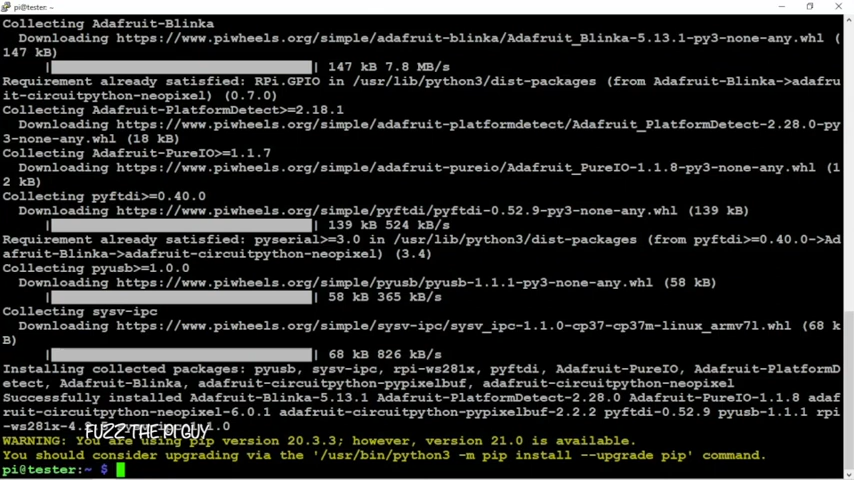 pi@tester: ~
Collecting Adafruit-Blinka
Downloading https://www.piwheels.org/simple/adafruit-blinka/Adafruit_Blinka-5.13.1-py3-none-any.whl (
147 kB)
| | 147 kB 7.8 MB/s
Requirement already satisfied: RPi.GPIO in /usr/lib/python3/dist-packages (from Adafruit-Blinka->adafru
it-circuitpython-neopixel) (0.7.0)
Collecting Adafruit-PlatformDetect>=2.18.1
Downloading https://www.piwheels.org/simple/adafruit-platformdetect/Adafruit_PlatformDetect-2.28.0-py
3-none-any.whl (18 kB)
Collecting Adafruit-PureIO>=1.1.7
Downloading https://www.piwheels.org/simple/adafruit-pureio/Adafruit_PureIO-1.1.8-py3-none-any.whl (1
2 kB)
Collecting pyftdi>=0.40.0
Downloading https://www.piwheels.org/simple/pyftdi/pyftdi-0.52.9-py3-none-any.whl (139 kB)
| | 139 kB 524 kB/s
Requirement already satisfied: pyserial>=3.0 in /usr/lib/python3/dist-packages (from pyftdi>=0.40.0->Ad
afruit-Blinka->adafruit-circuitpython-neopixel) (3.4)
Collecting pyusb>=1.0.0
Downloading https://www.piwheels.org/simple/pyusb/pyusb-1.1.1-py3-none-any.whl (58 kB)
| | 58 kB 365 kB/s
Collecting sysv-ipc
Downloading https://www.piwheels.org/simple/sysv-ipc/sysv_ipc-1.1.0-cp37-cp37m-linux_armv7l.whl (68 k
B)
| | 68 kB 826 kB/s
Installing collected packages: pyusb, sysv-ipc, rpi-ws281x, pyftdi, Adafruit-PureIO, Adafruit-PlatformD
etect, Adafruit-Blinka, adafruit-circuitpython-pypixelbuf, adafruit-circuitpython-neopixel
Successfully installed Adafruit-Blinka-5.13.1 Adafruit-PlatformDetect-2.28.0 Adafruit-PureIO-1.1.8 adaf
ruit-circuitpython-neopixel-6.0.1 adafruit-circuitpython-pypixelbuf-2.2.2 pyftdi-0.52.9 pyusb-1.1.1 rpi
-ws281x-4.
FUZZ THE PI GUY
WARNING: You are using pip version 20.3.3; however, version 21.0 is available.
You should consider upgrading via the '/usr/bin/python3 -m pip install --upgrade pip' command.
pi@tester:~ $